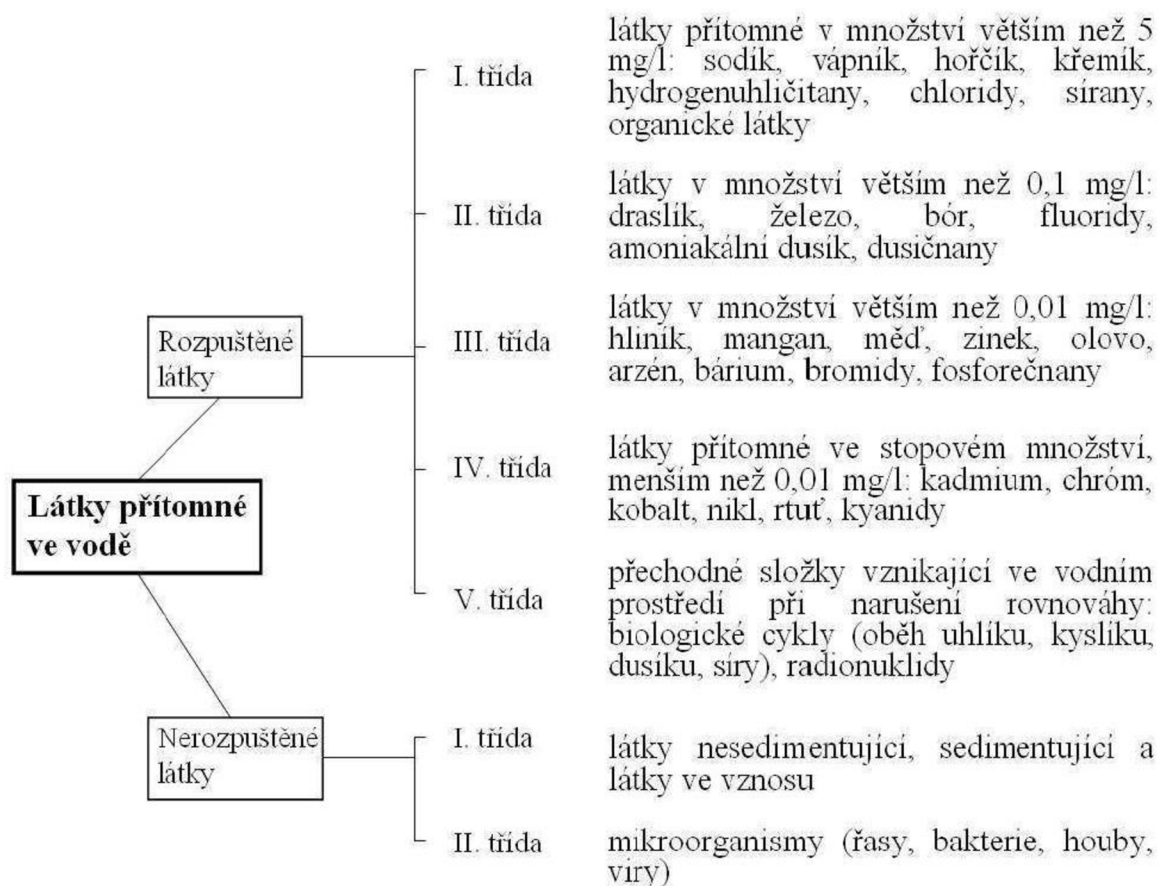 Látky přítomné
ve vodě
Rozpuštěné
látky
I. třída
látky přítomné v množství větším než 5
mg/l: sodík, vápník, hořčík, křemík,
hydrogenuhličitany, chloridy, sírany,
organické látky
II. třída
látky v množství větším než 0,1 mg/l:
draslík, železo, bór, fluoridy,
amoniakální dusík, dusičnany
III. třída
látky v množství větším než 0,01 mg/l:
hliník, mangan, měď, zinek, olovo,
arzén, bárium, bromidy, fosforečnany
IV. třída
látky přítomné ve stopovém množství,
menším než 0,01 mg/l: kadmium, chróm,
kobalt, nikl, rtuť, kyanidy
V. třída
přechodné složky vznikající ve vodním
prostředí při narušení rovnováhy:
biologické cykly (oběh uhlíku, kyslíku,
dusíku, síry), radionuklidy
Nerozpuštěné
látky
I. třída
látky nesedimentující, sedimentující a
látky ve vznosu
II. třída
mikroorganismy (řasy, bakterie, houby,
viry)